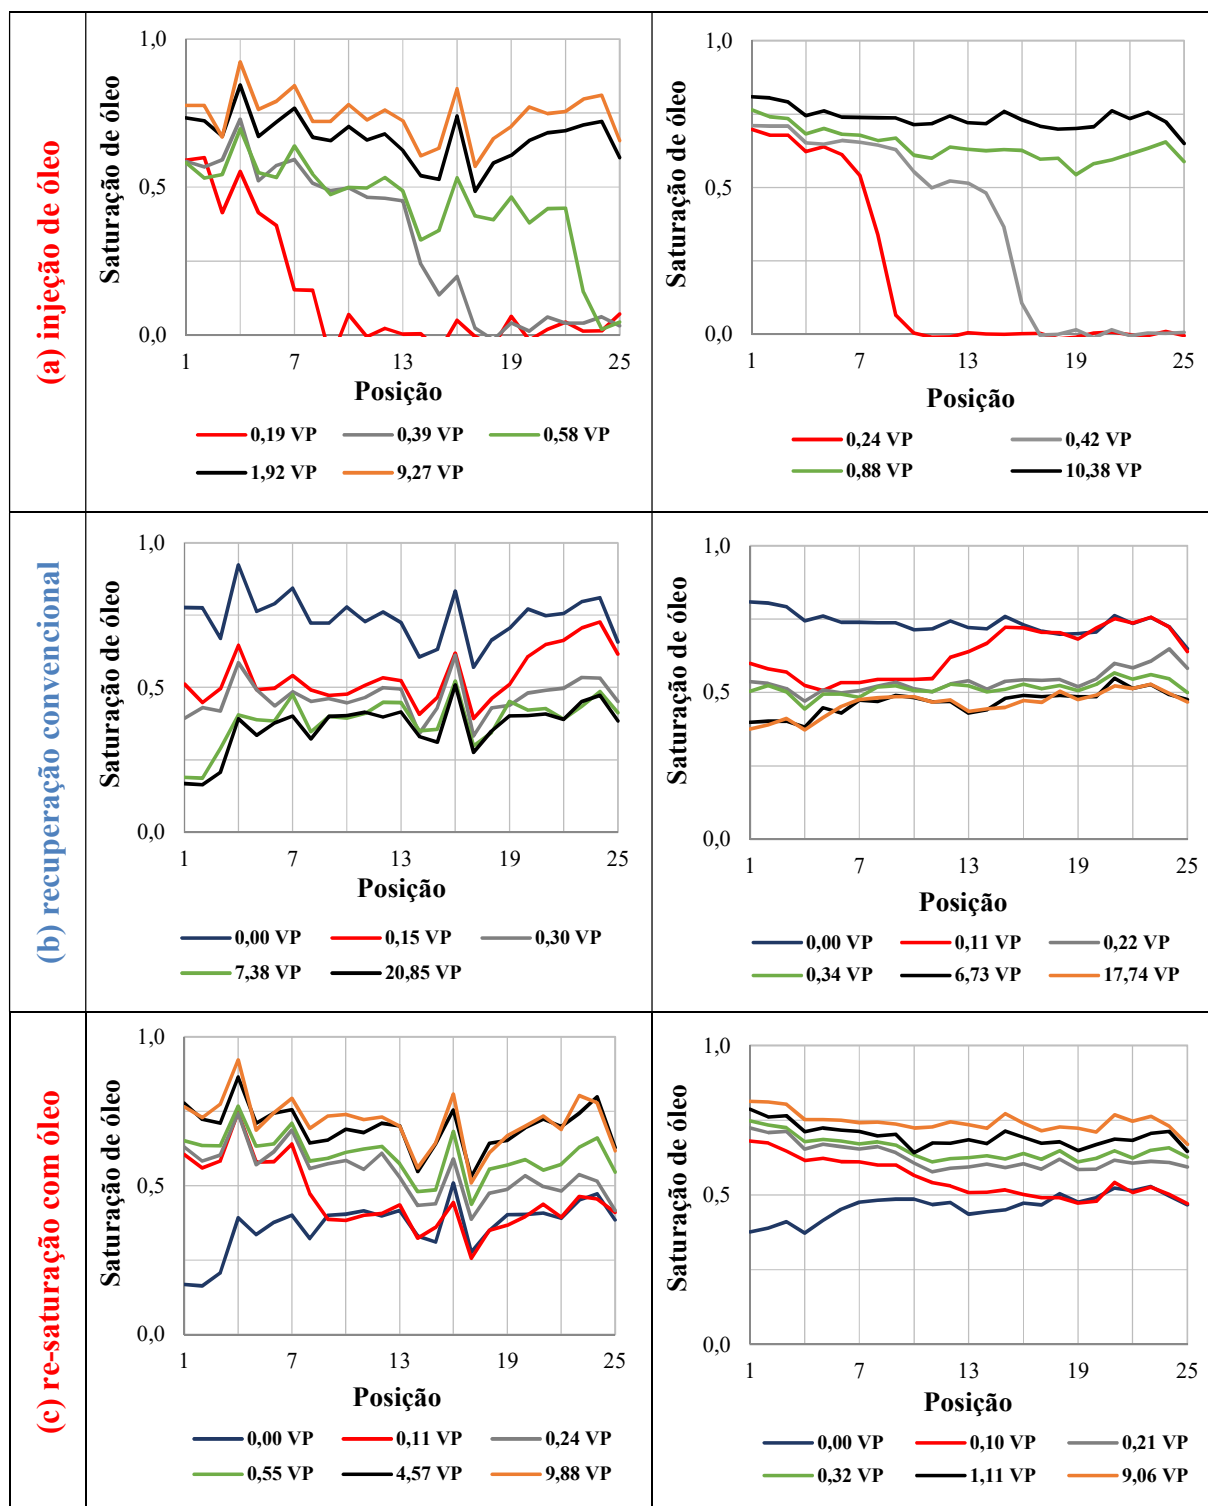 (a) injeção de óleo
Saturação de óleo
1,0
0,5
0,0
1 7 13 19 25
Posição
0,19 VP 0,39 VP 0,58 VP
1,92 VP 9,27 VP
Saturação de óleo
1,0
0,5
0,0
1 7 13 19 25
Posição
0,24 VP 0,42 VP
0,88 VP 10,38 VP
(b) recuperação convencional
Saturação de óleo
1,0
0,5
0,0
1 7 13 19 25
Posição
0,00 VP 0,15 VP 0,30 VP
7,38 VP 20,85 VP
Saturação de óleo
1,0
0,5
0,0
1 7 13 19 25
Posição
0,00 VP 0,11 VP 0,22 VP
0,34 VP 6,73 VP 17,74 VP
(c) re-saturação com óleo
Saturação de óleo
1,0
0,5
0,0
1 7 13 19 25
Posição
0,00 VP 0,11 VP 0,24 VP
0,55 VP 4,57 VP 9,88 VP
Saturação de óleo
1,0
0,5
0,0
1 7 13 19 25
Posição
0,00 VP 0,10 VP 0,21 VP
0,32 VP 1,11 VP 9,06 VP